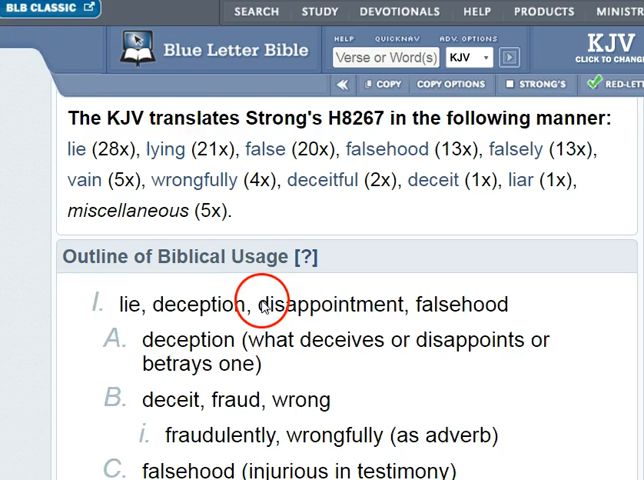 BLB CLASSIC
SEARCH STUDY DEVOTIONALS HELP PRODUCTS MINISTR
HELP QUICKNAV ADV. OPTIONS
Blue Letter Bible Verse or Word(s) KJV KJV
CLICK TO CHANG
COPY COPY OPTIONS STRONG'S RED-LET
The KJV translates Strong's H8267 in the following manner:
lie (28x), lying (21x), false (20x), falsehood (13x), falsely (13x),
vain (5x), wrongfully (4x), deceitful (2x), deceit (1x), liar (1x),
miscellaneous (5x).
Outline of Biblical Usage [?]
I. lie, deception, disappointment, falsehood
A. deception (what deceives or disappoints or
betrays one)
B. deceit, fraud, wrong
i. fraudulently, wrongfully (as adverb)
C. falsehood (injurious in testimony)